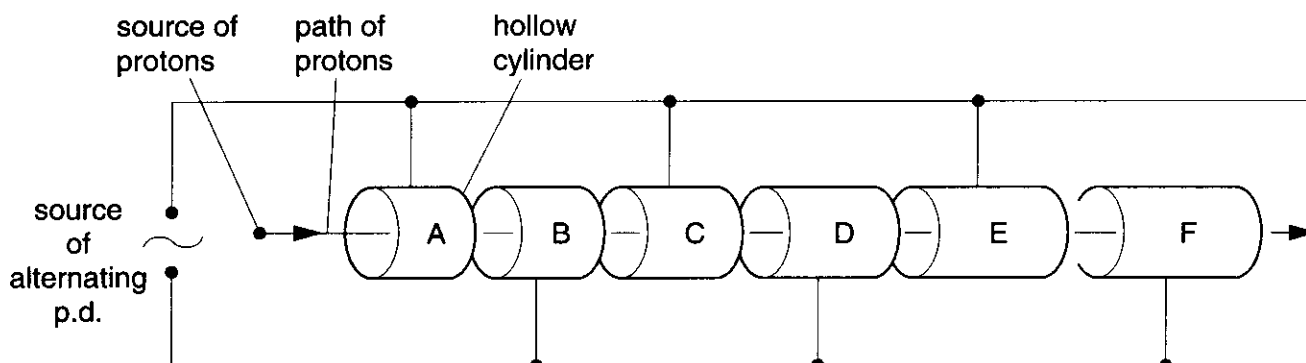 source of
protons
path of
protons
hollow
cylinder
source
of
alternating
p.d.
A
B
C
D
E
F